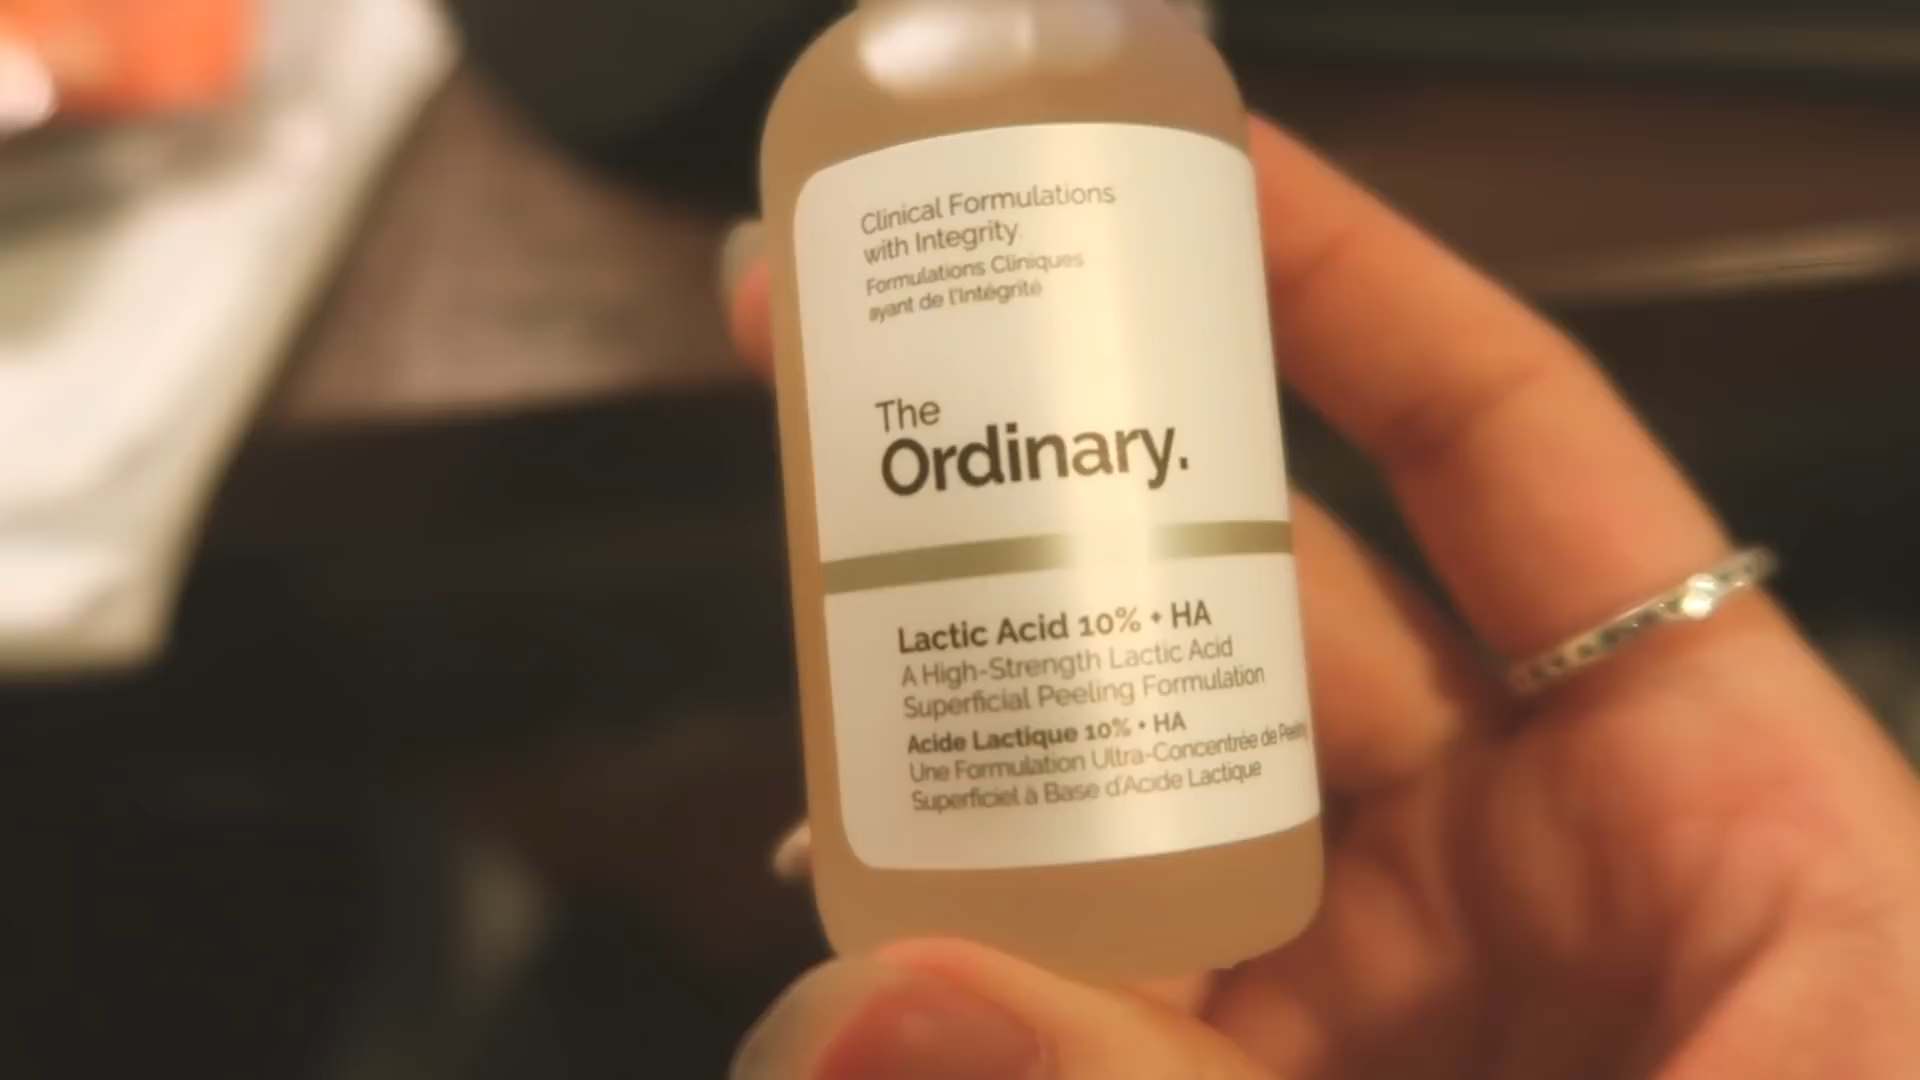 Clinical Formulations
with Integrity.
Formulations Cliniques
ayant de l'Intégrité
The
Ordinary.
Lactic Acid 10% + HA
A High-Strength Lactic Acid
Superficial Peeling Formulation
Acide Lactique 10% + HA
Une Formulation Ultra-Concentrée de Peeling
Superficiel à Base d'Acide Lactique